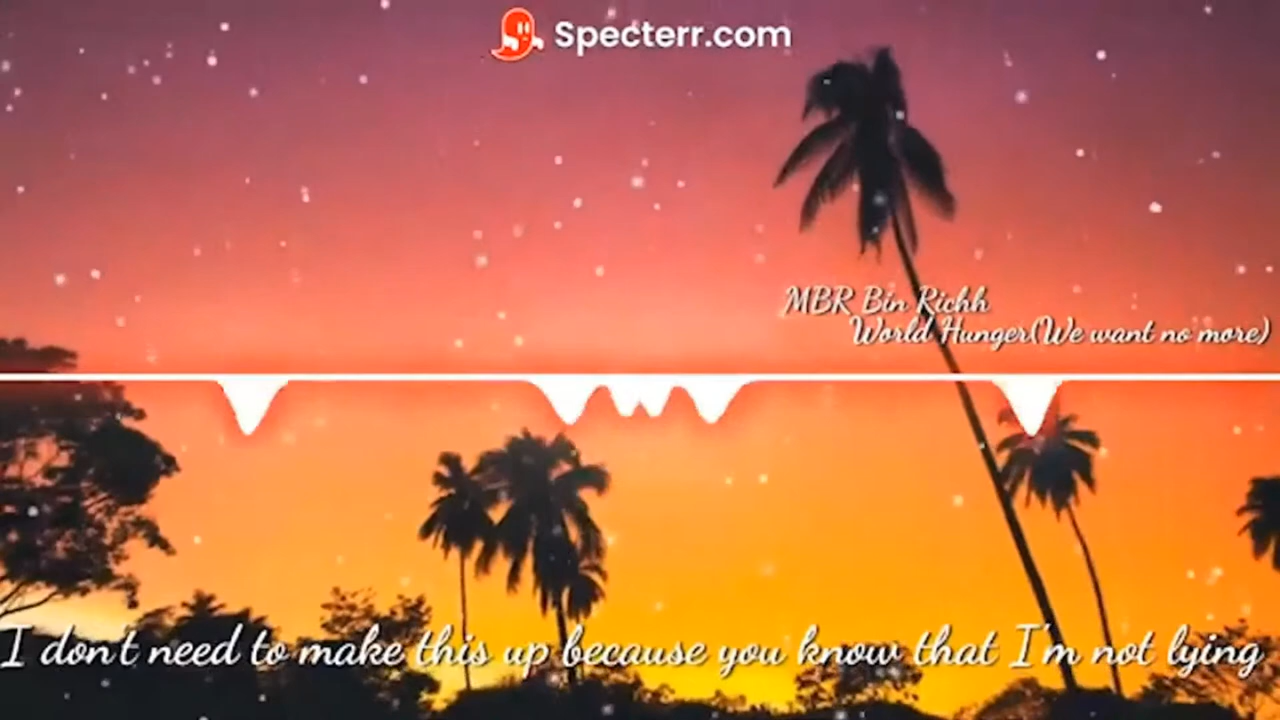 Specterr.com
MBR Bin Richh
World Hunger(We want no more)
I don't need to make this up because you know that I'm not lying